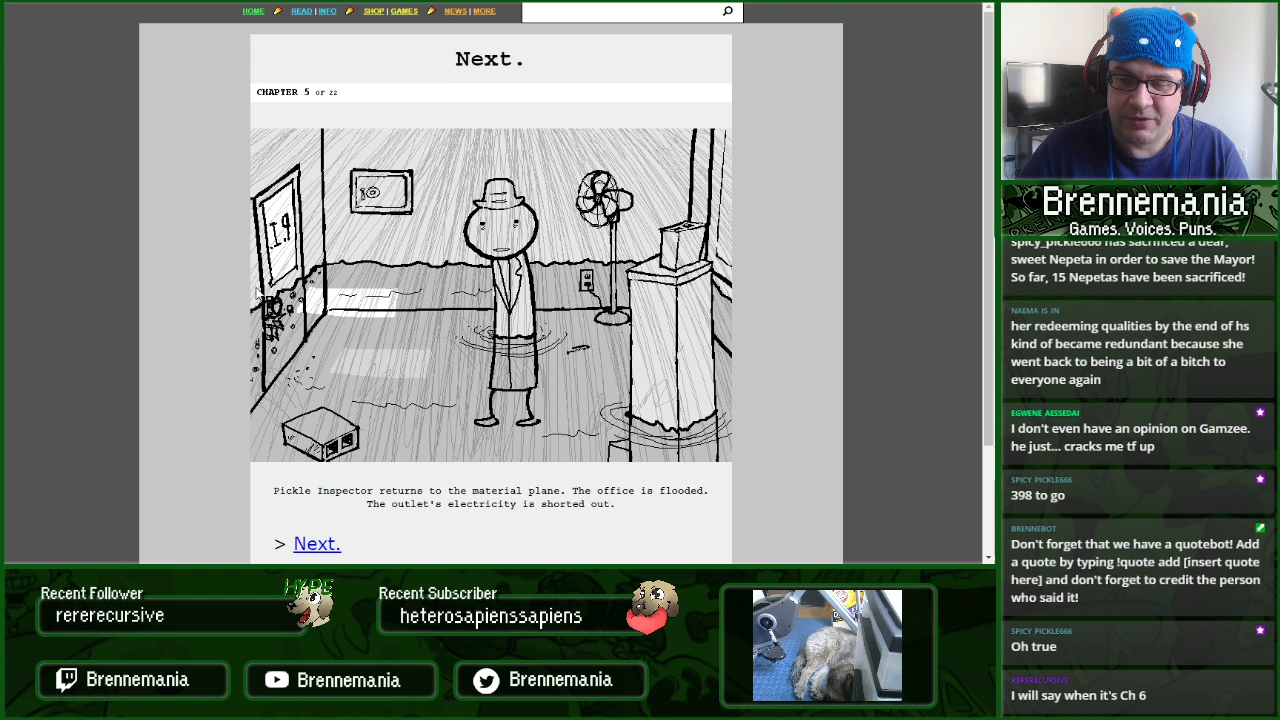 HOME READ | INFO SHOP | GAMES NEWS | MORE
Next.
CHAPTER 5 OF 22
Pickle Inspector returns to the material plane. The office is flooded.
The outlet's electricity is shorted out.
> Next.
Brennemania
Games. Voices. Puns.
spicy_pickle666 has sacrificed a dear,
sweet Nepeta in order to save the Mayor!
So far, 15 Nepetas have been sacrificed!
NAEMA IS IN
her redeeming qualities by the end of hs
kind of became redundant because she
went back to being a bit of a bitch to
everyone again
EGWENE AESSEDAI
I don't even have an opinion on Gamzee.
he just... cracks me tf up
SPICY PICKLE666
398 to go
BRENNEBOT
Don't forget that we have a quotebot! Add
a quote by typing !quote add [insert quote
here] and don't forget to credit the person
who said it!
SPICY PICKLE666
Oh true
RERERECURSIVE
I will say when it's Ch 6
Recent Follower
rererecursive
HYPE
Recent Subscriber
heterosapienssapiens
Brennemania
Brennemania
Brennemania